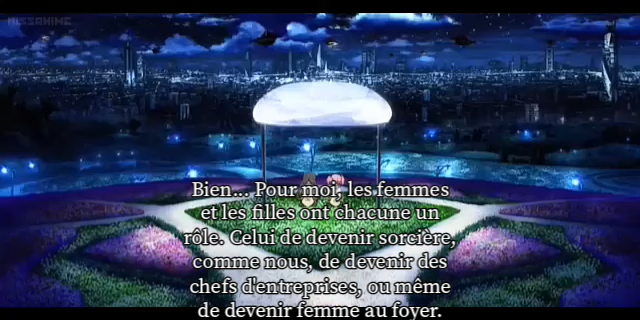 MISSANIME
Bien... Pour moi, les femmes
et les filles ont chacune un
rôle. Celui de devenir sorcière,
comme nous, de devenir des
chefs d'entreprises, ou même
de devenir femme au foyer.